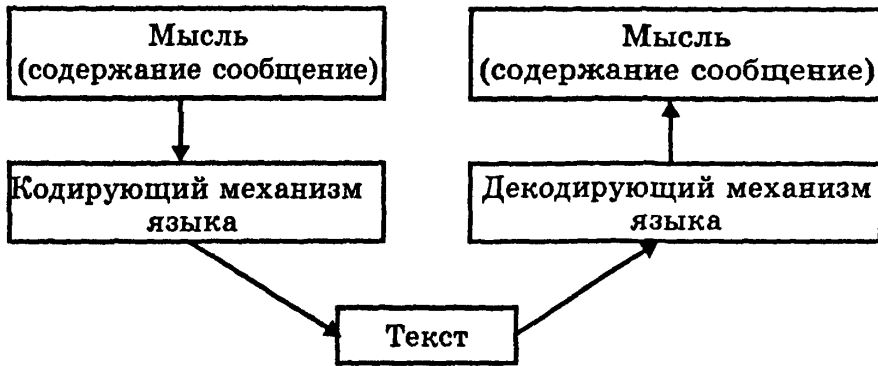 Мысль
(содержание сообщение)
Кодирующий механизм
языка
Текст
Декодирующий механизм
языка
Мысль
(содержание сообщение)